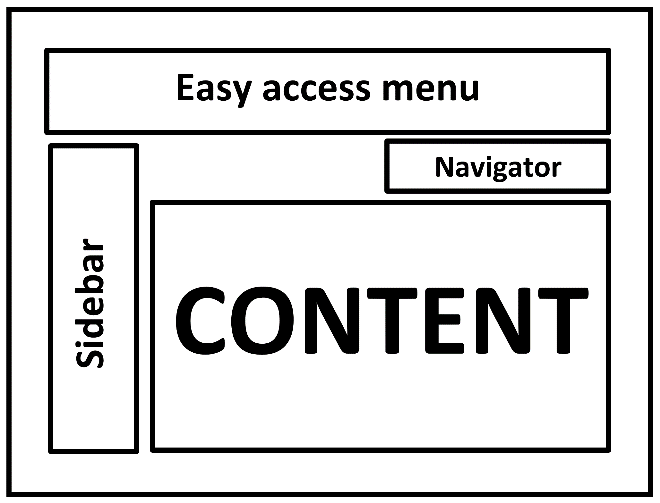 Easy access menu
Navigator
Sidebar
CONTENT